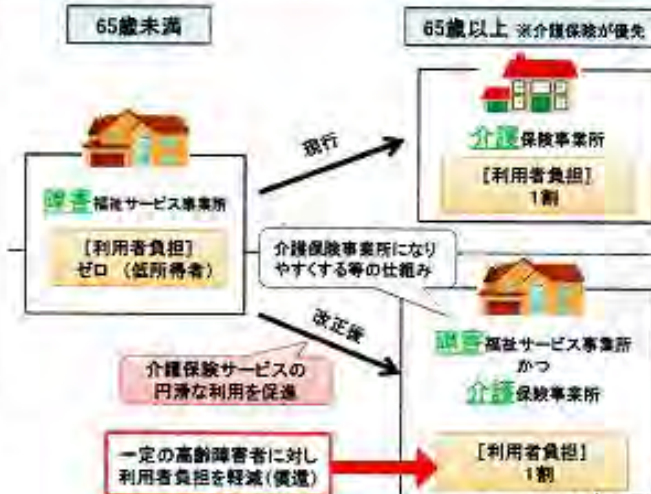 65歳未満
65歳以上 ※介護保険が優先
現行
介護保険事業所
[利用者負担]
1割
障害福祉サービス事業所
[利用者負担]
ゼロ (低所得者)
介護保険事業所になり
やすくする等の仕組み
改正後
障害福祉サービス事業所
かつ
介護保険事業所
介護保険サービスの
円滑な利用を促進
一定の高齢障害者に対し
利用者負担を軽減(償還)
[利用者負担]
1割